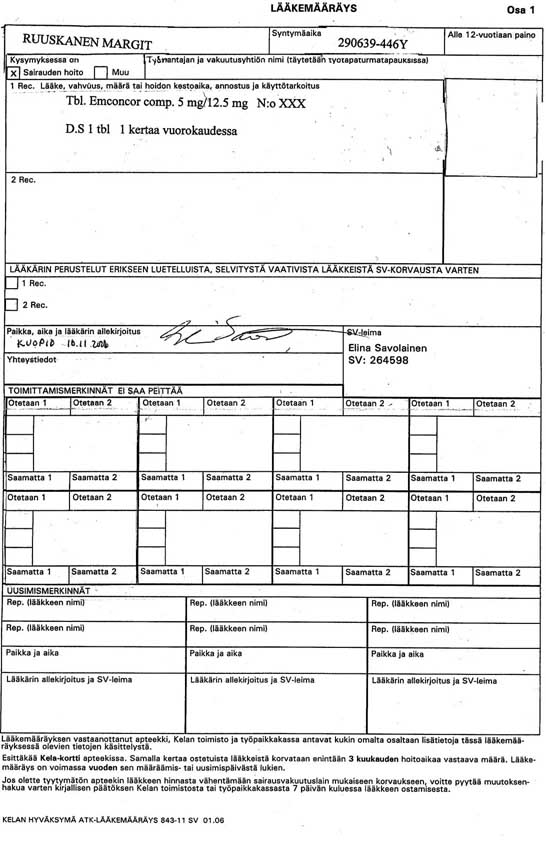 LÄÄKEMÄÄRÄYS
Osa 1
RUUSKANEN MARGIT
Syntymäaika
290639-446Y
Alle 12-vuotiaan paino
Kysymyksessä on
Työnantajan ja vakuutusyhtiön nimi (täytetään työtapaturmatapauksissa)
x Sairauden hoito
Muu
1 Rec. Lääke, vahvuus, määrä tai hoidon kestoaika, annostus ja käyttötarkoitus
Tbl. Emconcor comp. 5 mg/12.5 mg N:o XXX
D.S 1 tbl 1 kertaa vuorokaudessa
2 Rec.
LÄÄKÄRIN PERUSTELUT ERIKSEEN LUETELLUISTA, SELVITYSTÄ VAATIVISTA LÄÄKKEISTÄ SV-KORVAUSTA VARTEN
1 Rec.
2 Rec.
Paikka, aika ja lääkärin allekirjoitus
SV-leima
KUOPIO
Elina Savolainen
SV: 264598
Yhteystiedot
TOIMITTAMISMERKINNÄT EI SAA PEITTÄÄ
Otetaan 1 Otetaan 2 Otetaan 1 Otetaan 2 Otetaan 1 Otetaan 2 Otetaan 1 Otetaan 2
Saamatta 1 Saamatta 2 Saamatta 1 Saamatta 2 Saamatta 1 Saamatta 2 Saamatta 1 Saamatta 2
Otetaan 1 Otetaan 2 Otetaan 1 Otetaan 2 Otetaan 1 Otetaan 2 Otetaan 1 Otetaan 2
Saamatta 1 Saamatta 2 Saamatta 1 Saamatta 2 Saamatta 1 Saamatta 2 Saamatta 1 Saamatta 2
UUSIMISMERKINNÄT
Rep. (lääkkeen nimi) Rep. (lääkkeen nimi) Rep. (lääkkeen nimi)
Rep. (lääkkeen nimi) Rep. (lääkkeen nimi) Rep. (lääkkeen nimi)
Paikka ja aika Paikka ja aika Paikka ja aika
Lääkärin allekirjoitus ja SV-leima Lääkärin allekirjoitus ja SV-leima Lääkärin allekirjoitus ja SV-leima
Lääkemääräyksen vastaanottanut apteekki, Kelan toimisto ja työpaikkakassa antavat kukin omalta osaltaan lisätietoja tässä lääkemää-
räyksessä olevien tietojen käsittelystä.
Esittäkää Kela-kortti apteekissa. Samalla kertaa ostetuista lääkkeistä korvataan enintään 3 kuukauden hoitoaikaa vastaava määrä. Lääke-
määräys on voimassa vuoden sen määräämis- tai uusimispäivästä lukien.
Jos olette tyytymätön apteekin lääkkeen hinnasta vähentämään sairausvakuutuslain mukaiseen korvaukseen, voitte pyytää muutoksen-
hakua varten kirjallisen päätöksen Kelan toimistosta tai työpaikkakassasta 7 päivän kuluessa lääkkeen ostamisesta.
KELAN HYVÄKSYMÄ ATK-LÄÄKEMÄÄRÄYS 843-11 SV 01.06